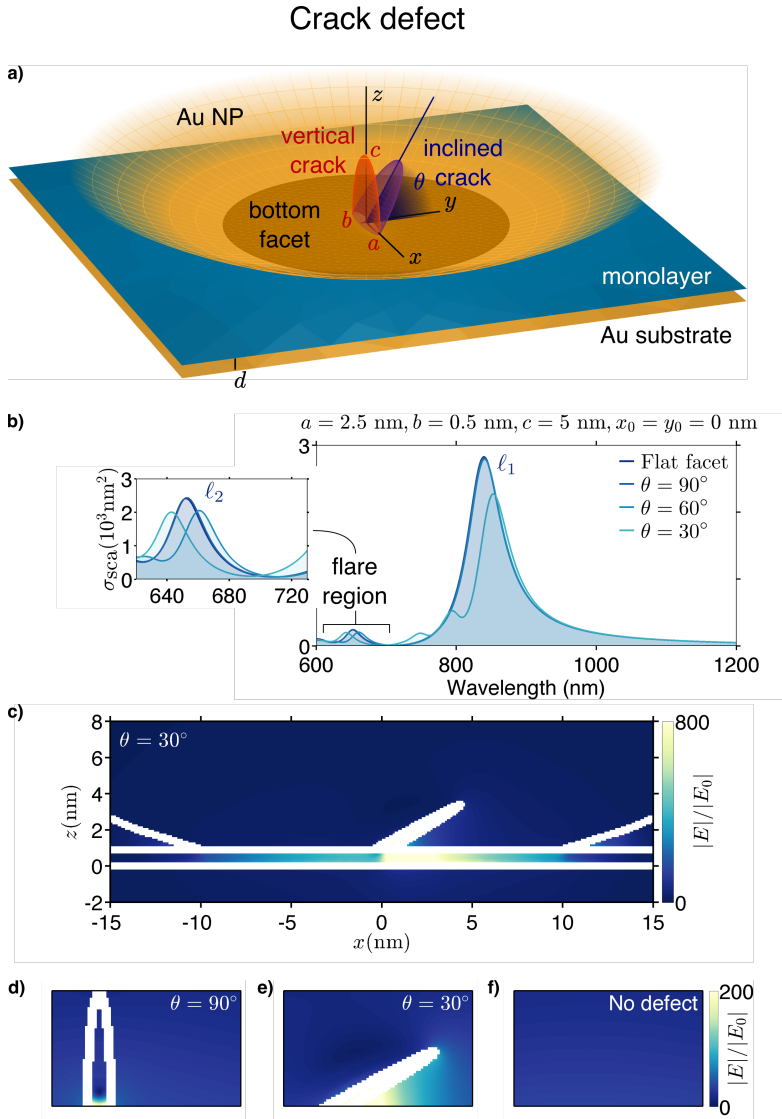 Crack defect
a)
z
Au NP
vertical
crack
c
inclined
crack
θ
bottom
facet
b
y
a
x
monolayer
Au substrate
d
b)
a = 2.5 nm, b = 0.5 nm, c = 5 nm, x₀ = y₀ = 0 nm
3
ℓ₁
Flat facet
θ = 90°
θ = 60°
θ = 30°
σsca(10³nm²)
3
2
1
0
ℓ₂
640 680 720
flare
region
0
600 800 1000 1200
Wavelength (nm)
c)
θ = 30°
z(nm)
8
6
4
2
0
-2
-15 -10 -5 0 5 10 15
x(nm)
800
0
|E|/|E₀|
d)
θ = 90°
e)
θ = 30°
f)
No defect
200
0
|E|/|E₀|